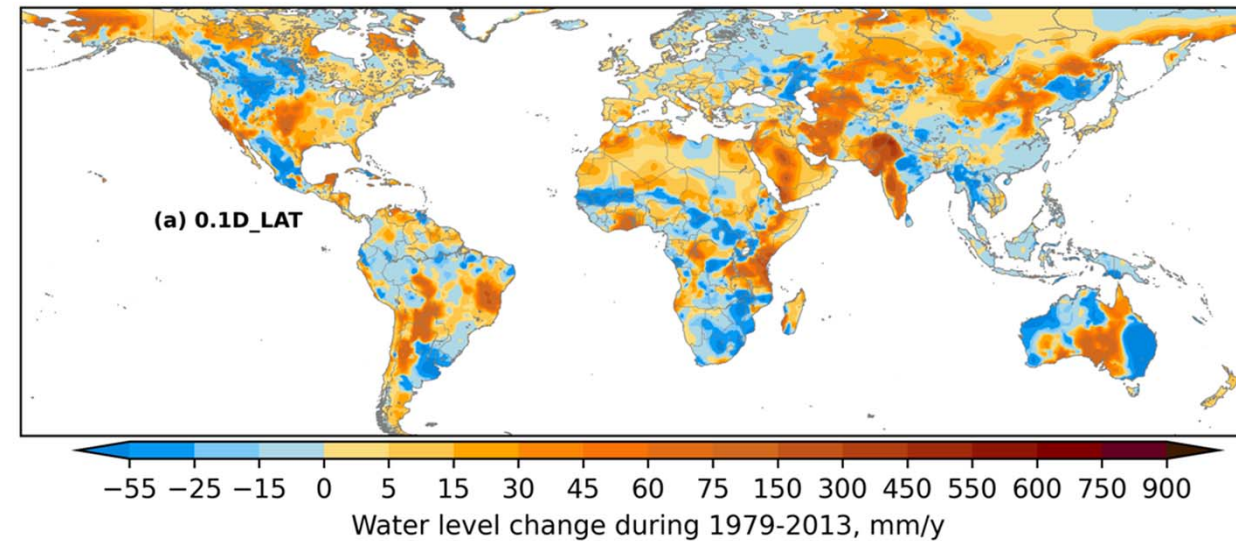 (a) 0.1D_LAT
−55 −25 −15 0 5 15 30 45 60 75 150 300 450 550 600 750 900
Water level change during 1979-2013, mm/y